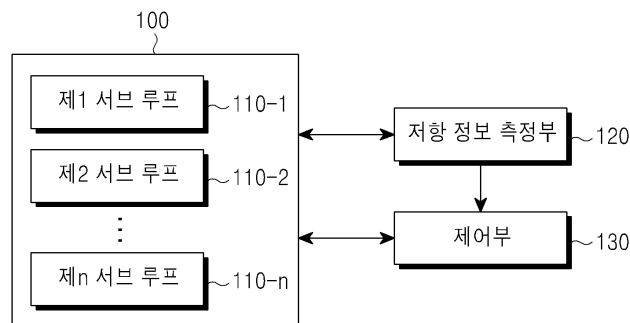 100
제1 서브 루프
110-1
제2 서브 루프
110-2
제n 서브 루프
110-n
저항 정보 측정부
120
제어부
130